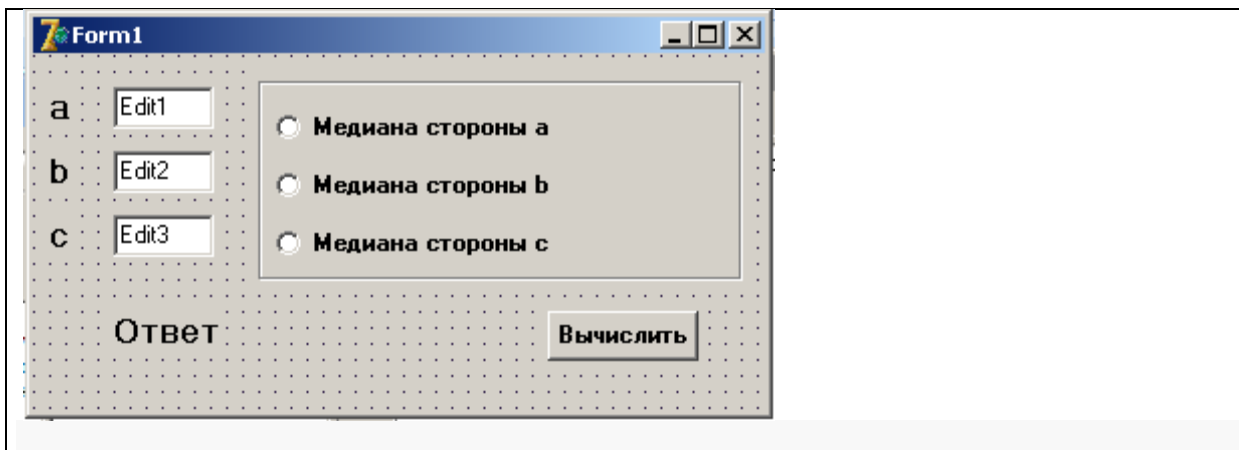 Form1
a Edit1
Медиана стороны a
b Edit2
Медиана стороны b
c Edit3
Медиана стороны c
Ответ
Вычислить